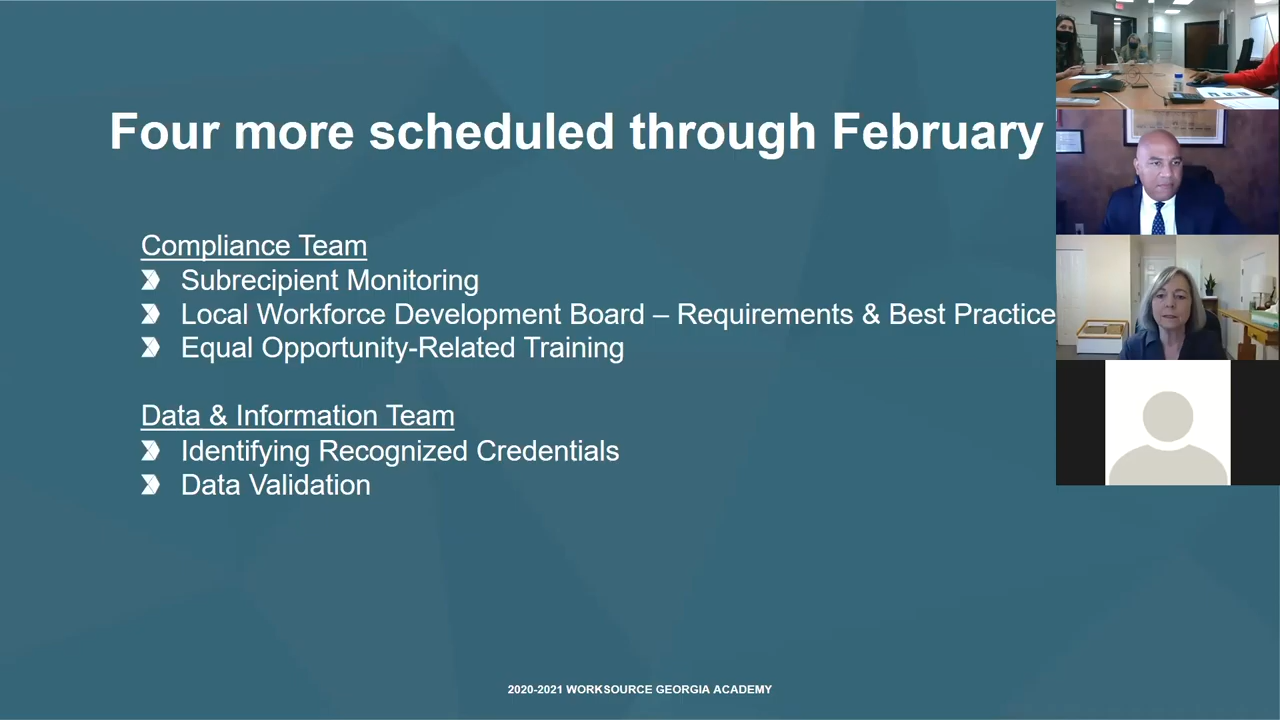 Four more scheduled through February
Compliance Team
Subrecipient Monitoring
Local Workforce Development Board – Requirements & Best Practice
Equal Opportunity-Related Training
Data & Information Team
Identifying Recognized Credentials
Data Validation
2020-2021 WORKSOURCE GEORGIA ACADEMY